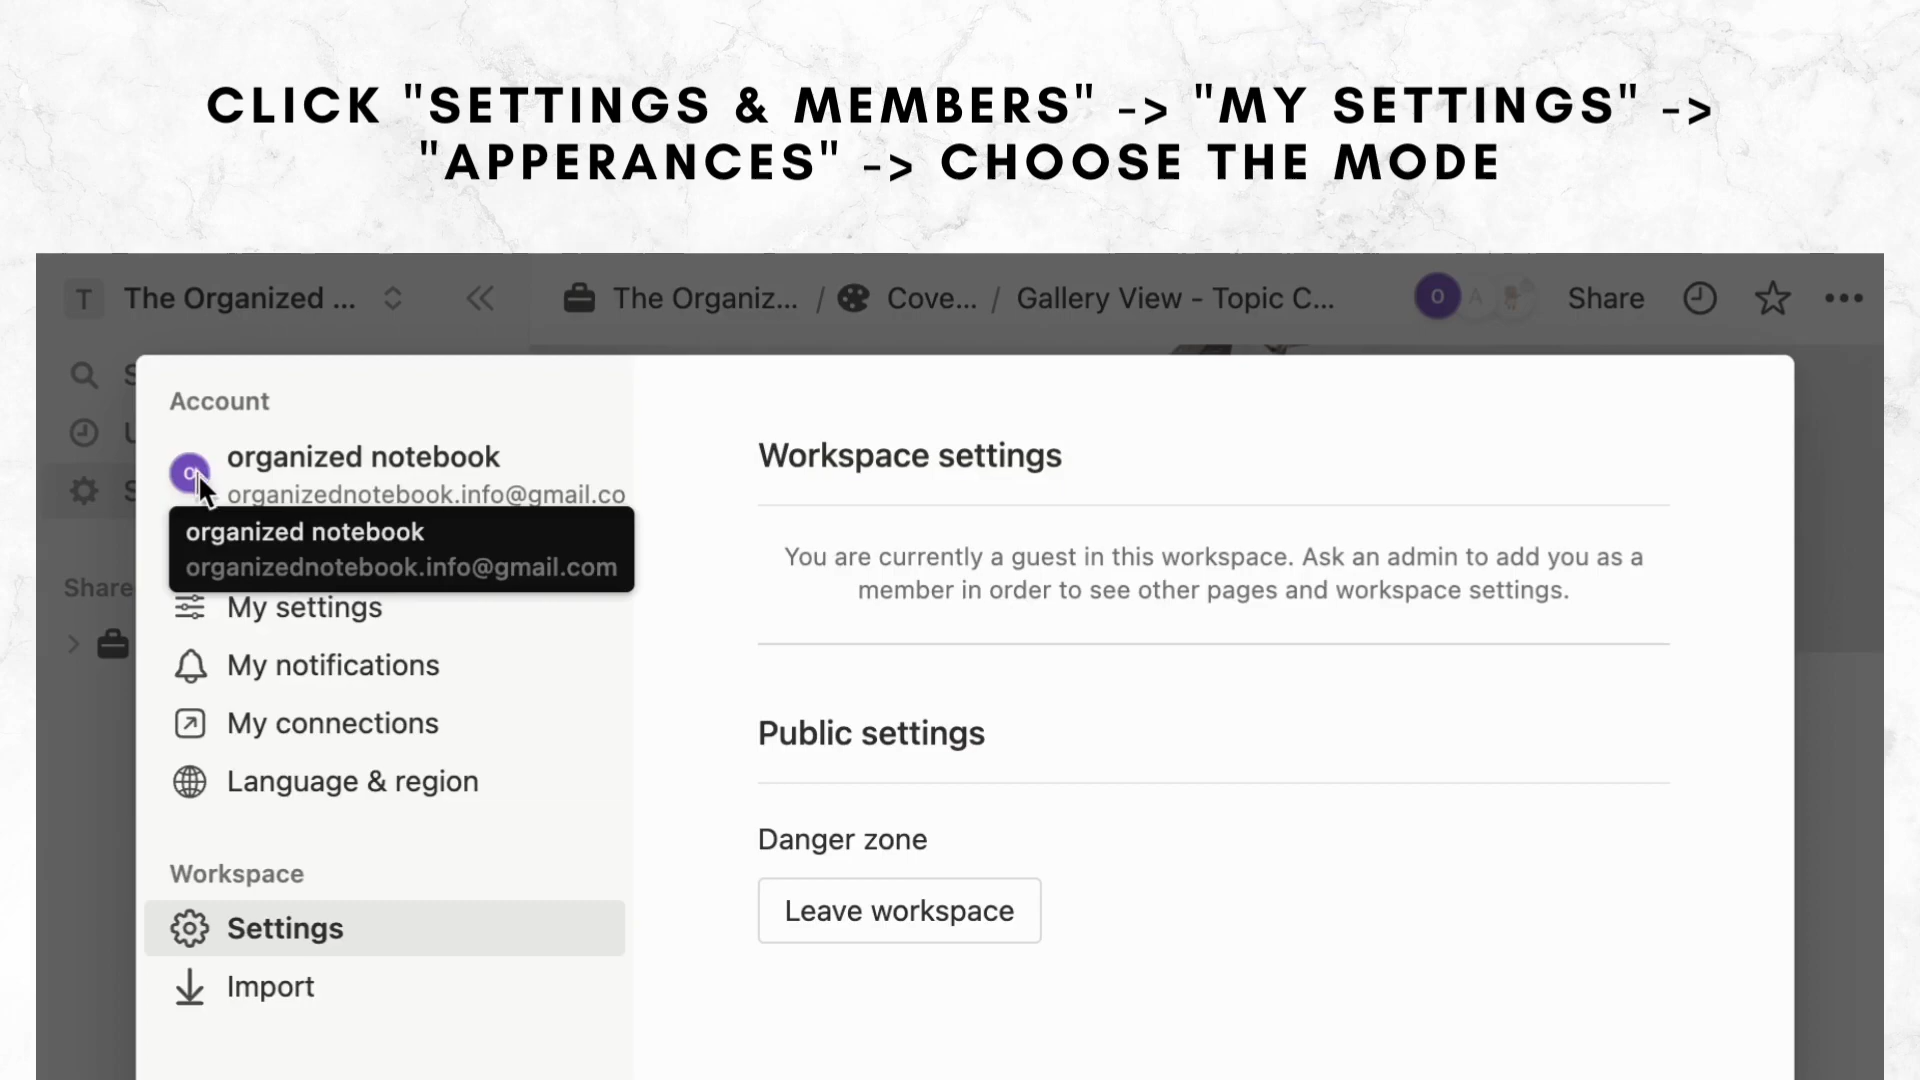 CLICK "SETTINGS & MEMBERS" -> "MY SETTINGS" ->
"APPERANCES" -> CHOOSE THE MODE
T The Organized ... The Organiz... / Cove... / Gallery View - Topic C... O A Share
S
U
S
Share
Account
O organized notebook
organizednotebook.info@gmail.co
organized notebook
organizednotebook.info@gmail.com
My settings
My notifications
My connections
Language & region
Workspace
Settings
Import
Workspace settings
You are currently a guest in this workspace. Ask an admin to add you as a
member in order to see other pages and workspace settings.
Public settings
Danger zone
Leave workspace